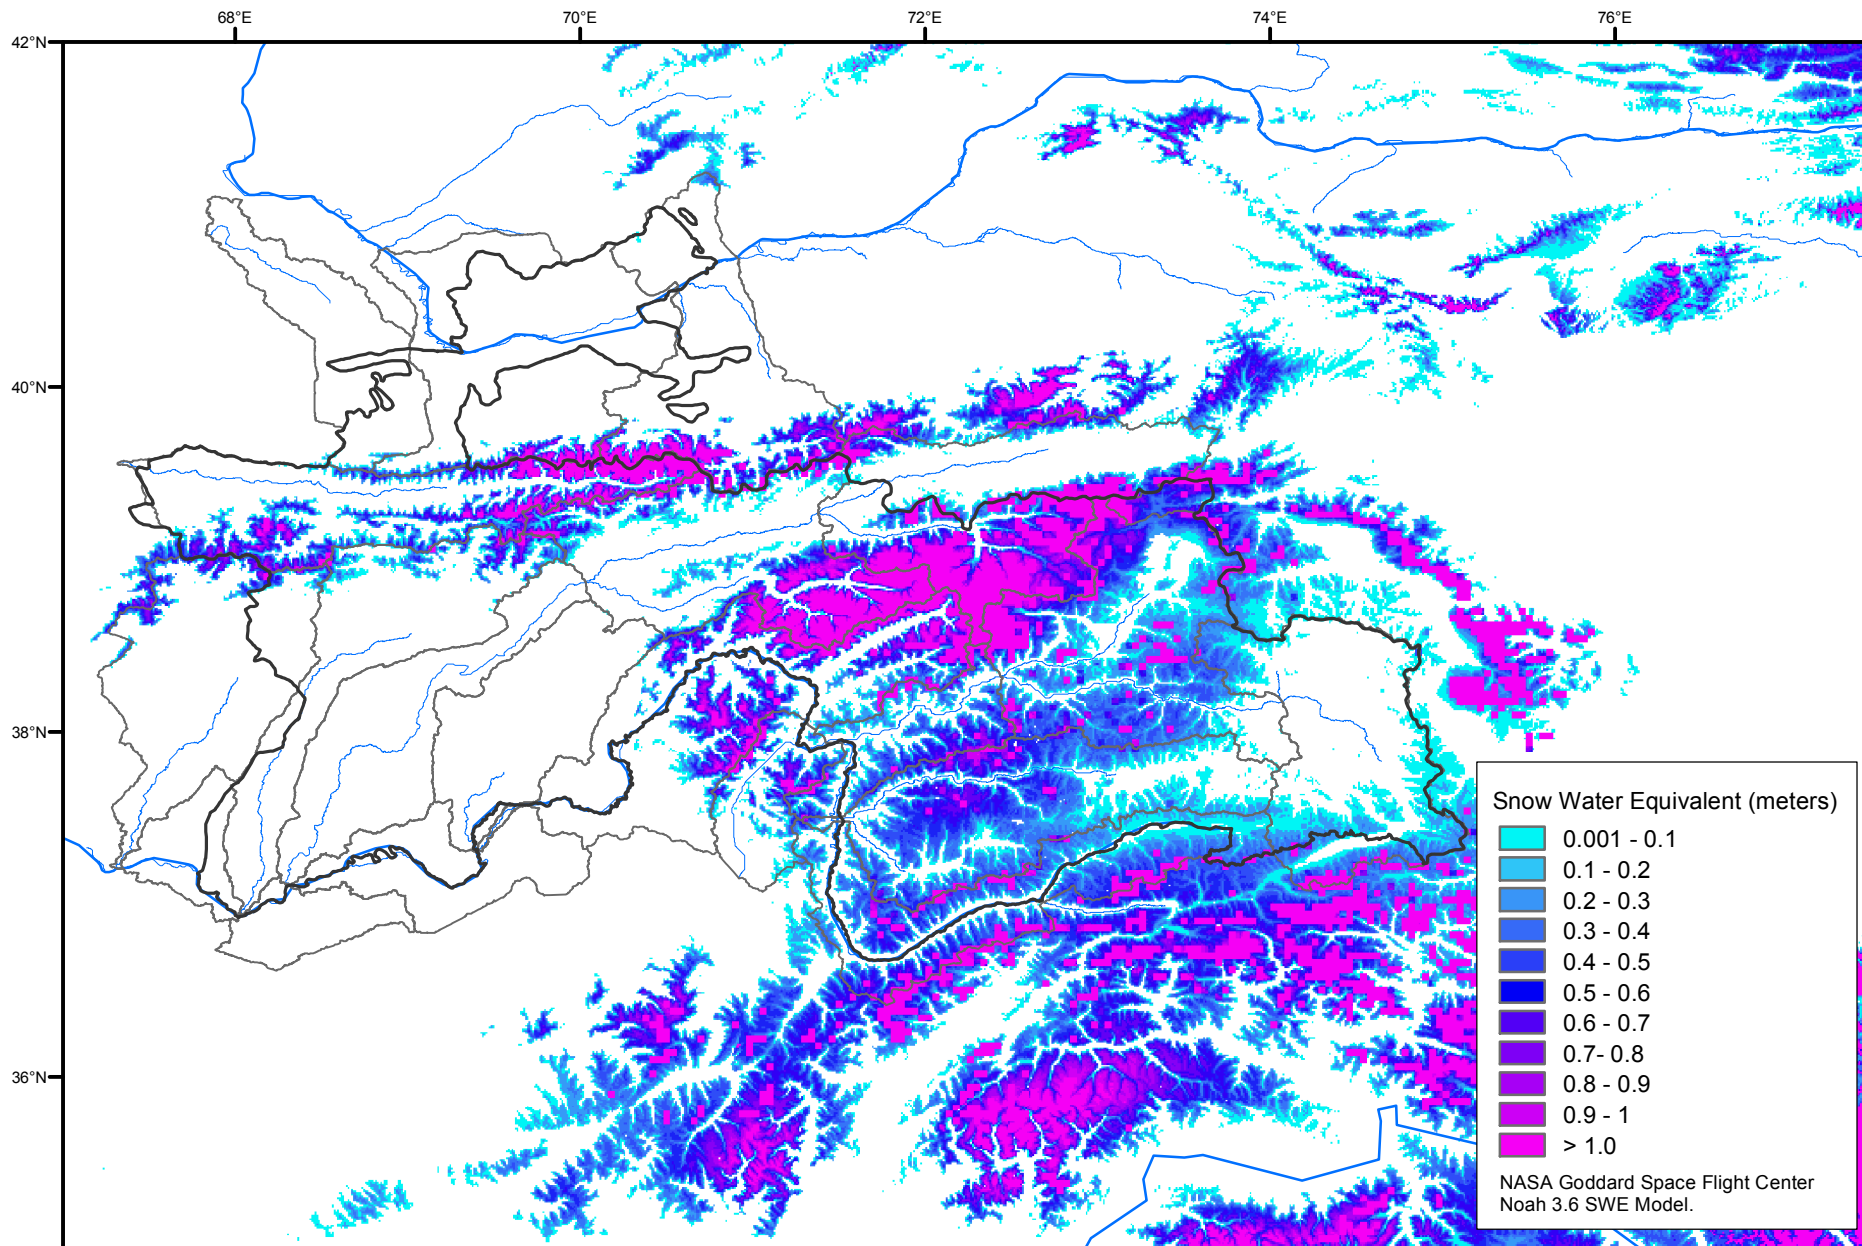 68°E
70°E
72°E
74°E
76°E
42°N
40°N
38°N
36°N
Snow Water Equivalent (meters)
0.001 - 0.1
0.1 - 0.2
0.2 - 0.3
0.3 - 0.4
0.4 - 0.5
0.5 - 0.6
0.6 - 0.7
0.7- 0.8
0.8 - 0.9
0.9 - 1
> 1.0
NASA Goddard Space Flight Center
Noah 3.6 SWE Model.